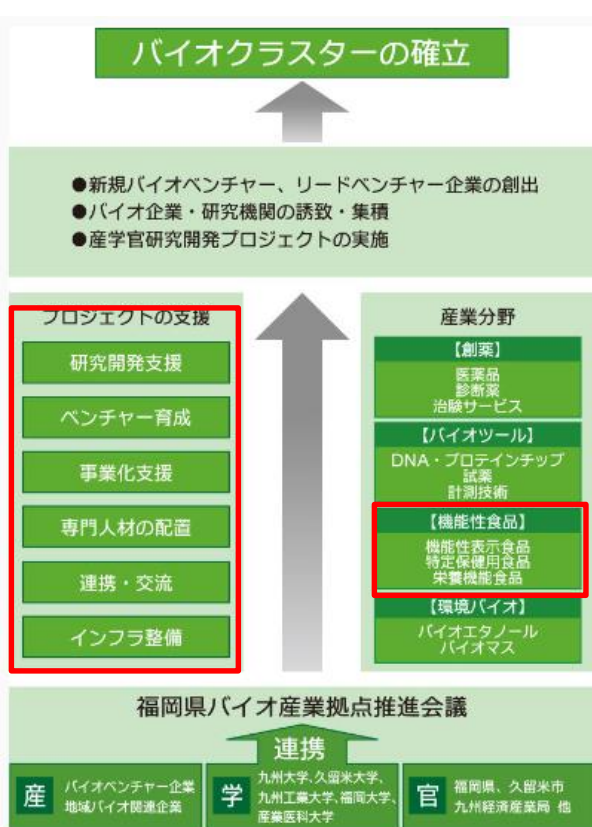 バイオクラスターの確立
●新規バイオベンチャー、リードベンチャー企業の創出
●バイオ企業・研究機関の誘致・集積
●産学官研究開発プロジェクトの実施
プロジェクトの支援
研究開発支援
ベンチャー育成
事業化支援
専門人材の配置
連携・交流
インフラ整備
産業分野
【創薬】
医薬品
診断薬
治験サービス
【バイオツール】
DNA・プロテインチップ
試薬
計測技術
【機能性食品】
機能性表示食品
特定保健用食品
栄養機能食品
【環境バイオ】
バイオエタノール
バイオマス
福岡県バイオ産業拠点推進会議
連携
産
バイオベンチャー企業
地域バイオ関連企業
学
九州大学、久留米大学、
九州工業大学、福岡大学、
産業医科大学
官
福岡県、久留米市
九州経済産業局 他